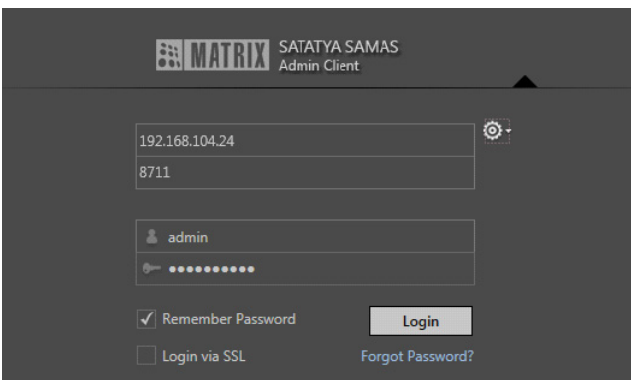 MATRIX SATATYA SAMAS
Admin Client
192.168.104.24
8711
admin
••••••••••
Remember Password
Login
Login via SSL
Forgot Password?